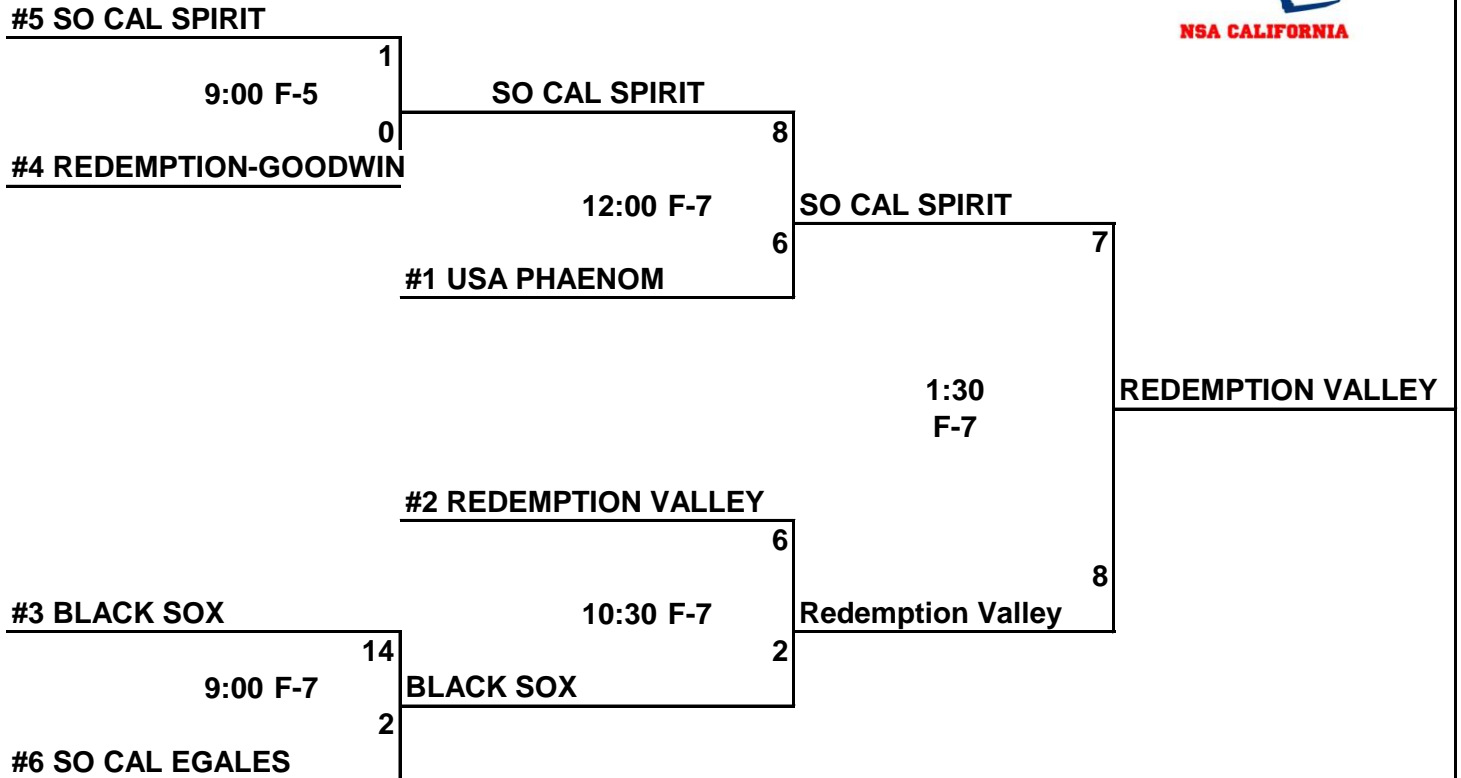 #5 SO CAL SPIRIT
NSA CALIFORNIA
1
9:00 F-5
SO CAL SPIRIT
0
8
#4 REDEMPTION-GOODWIN
12:00 F-7
SO CAL SPIRIT
6
7
#1 USA PHAENOM
1:30
REDEMPTION VALLEY
F-7
#2 REDEMPTION VALLEY
6
8
#3 BLACK SOX
10:30 F-7
Redemption Valley
14
2
9:00 F-7
BLACK SOX
2
#6 SO CAL EGALES